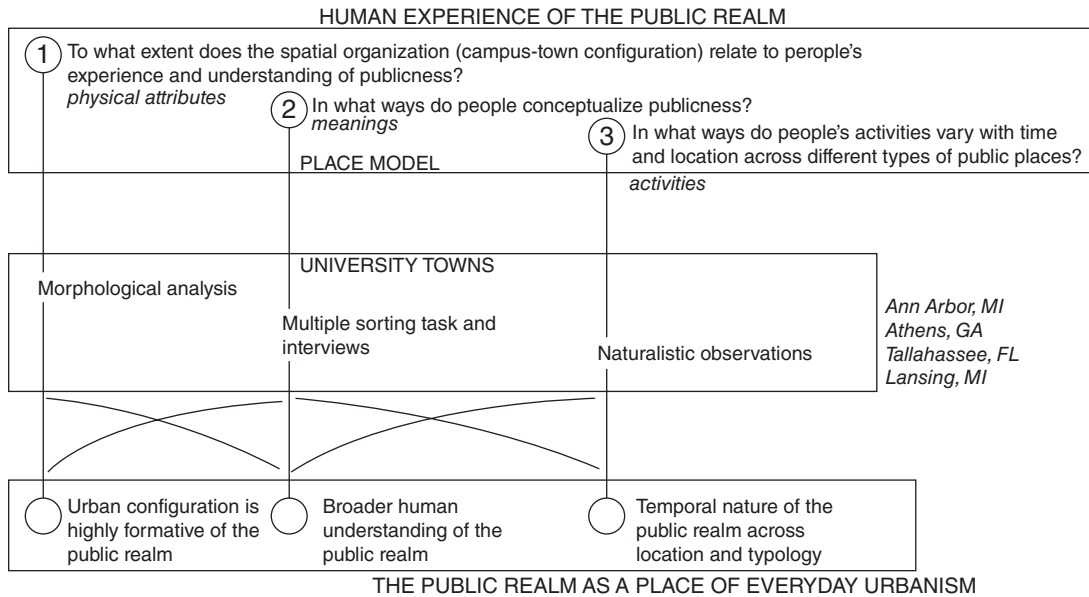 HUMAN EXPERIENCE OF THE PUBLIC REALM
1 To what extent does the spatial organization (campus-town configuration) relate to perople’s
experience and understanding of publicness?
physical attributes
2 In what ways do people conceptualize publicness?
meanings
3 In what ways do people’s activities vary with time
and location across different types of public places?
PLACE MODEL
activities
UNIVERSITY TOWNS
Morphological analysis
Multiple sorting task and
interviews
Naturalistic observations
Ann Arbor, MI
Athens, GA
Tallahassee, FL
Lansing, MI
Urban configuration is
highly formative of the
public realm
Broader human
understanding of the
public realm
Temporal nature of the
public realm across
location and typology
THE PUBLIC REALM AS A PLACE OF EVERYDAY URBANISM